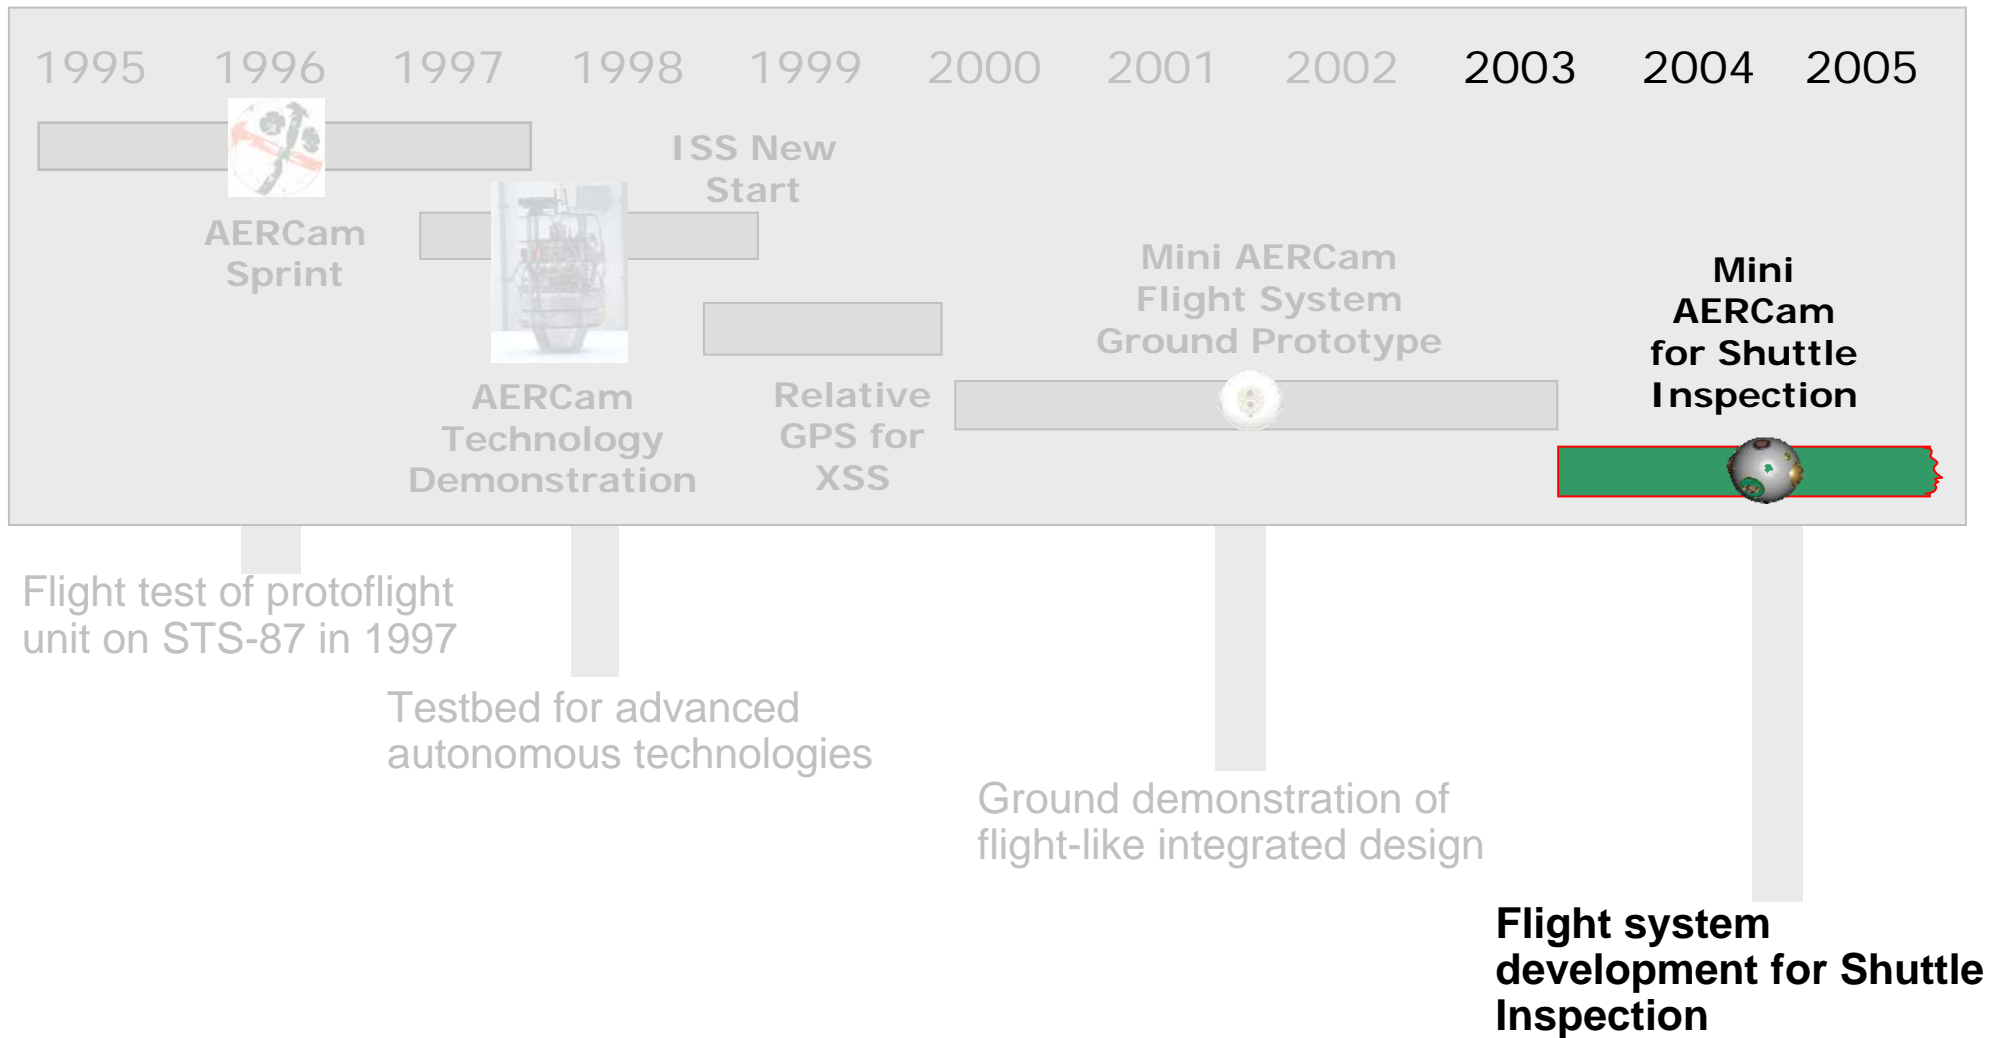 1995 1996 1997 1998 1999 2000 2001 2002 2003 2004 2005
ISS New
Start
AERCam
Sprint
Mini AERCam
Flight System
Ground Prototype
Mini
AERCam
for Shuttle
Inspection
AERCam
Technology
Demonstration
Relative
GPS for
XSS
Flight test of protoflight
unit on STS-87 in 1997
Testbed for advanced
autonomous technologies
Ground demonstration of
flight-like integrated design
Flight system
development for Shuttle
Inspection